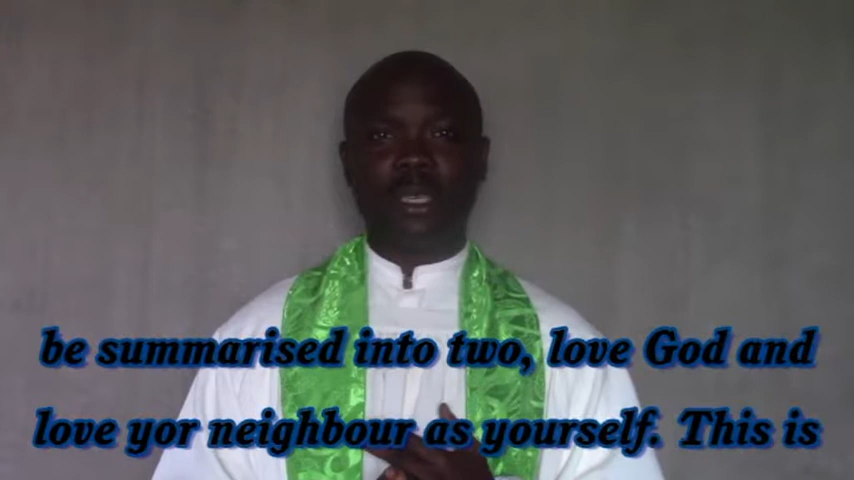 be summarised into two, love God and
love yor neighbour as yourself. This is